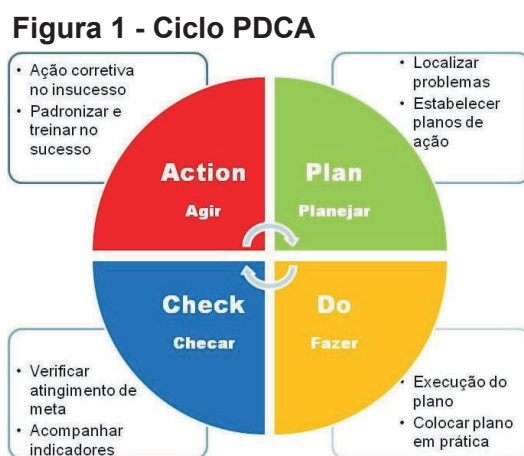 Figura 1 - Ciclo PDCA
• Ação corretiva
no insucesso
• Padronizar e
treinar no
sucesso
• Localizar
problemas
• Estabelecer
planos de
ação
Action
Agir
Plan
Planejar
Check
Checar
Do
Fazer
• Verificar
atingimento de
meta
• Acompanhar
indicadores
• Execução do
plano
• Colocar plano
em prática